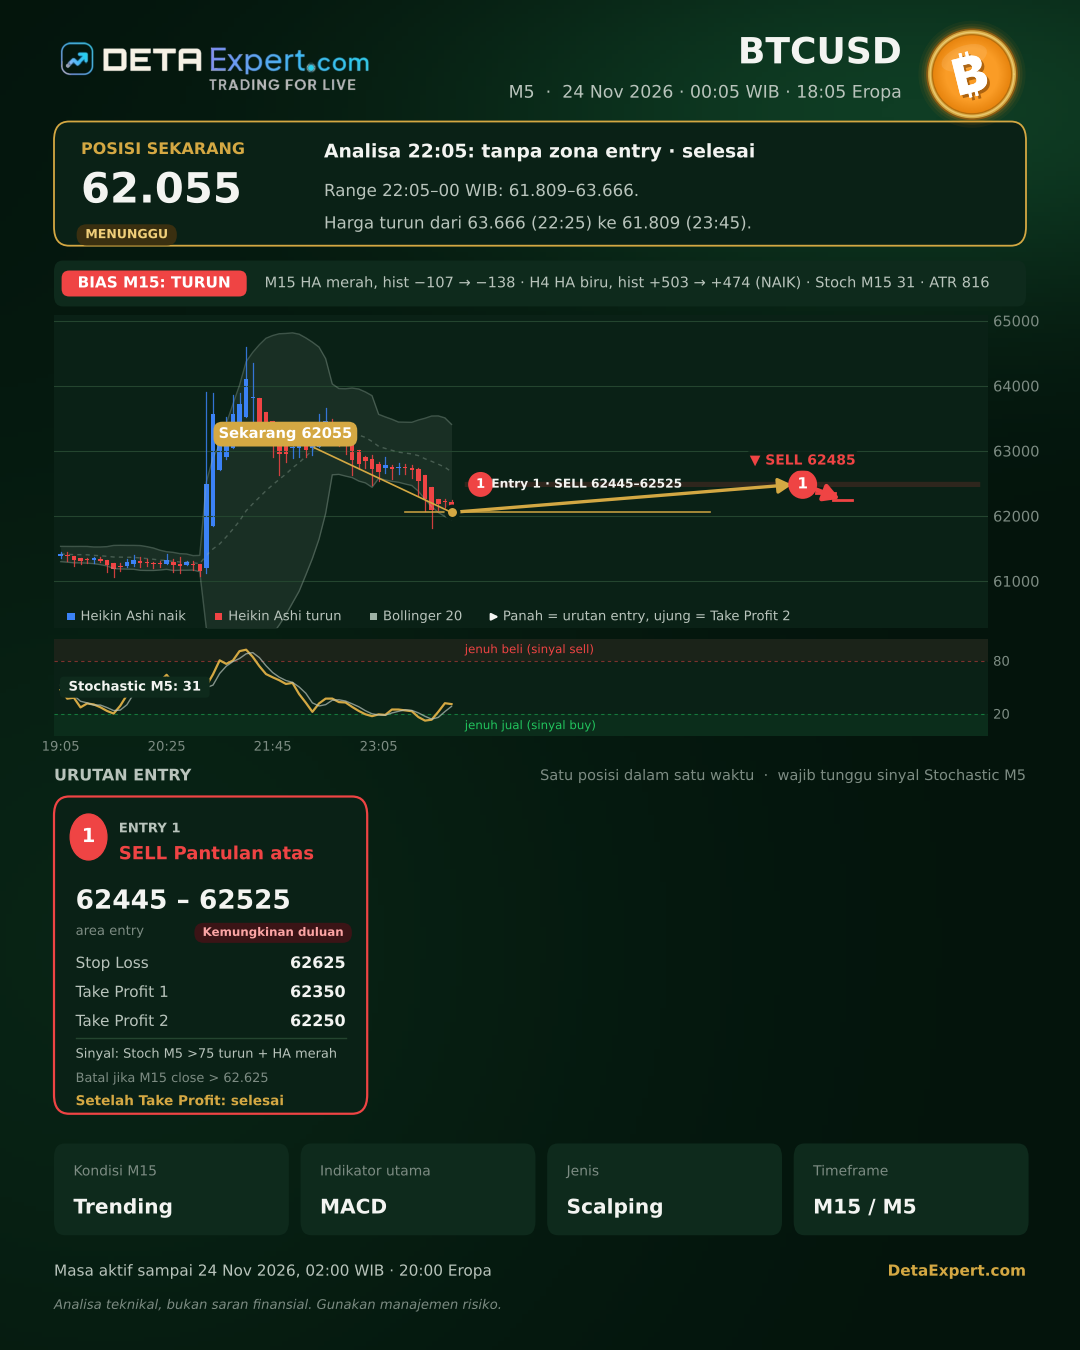 DETA Expert.com
TRADING FOR LIVE
BTCUSD
M5 · 24 Nov 2026 · 00:05 WIB · 18:05 Eropa
POSISI SEKARANG
62.055
MENUNGGU
Analisa 22:05: tanpa zona entry · selesai
Range 22:05–00 WIB: 61.809–63.666.
Harga turun dari 63.666 (22:25) ke 61.809 (23:45).
BIAS M15: TURUN
M15 HA merah, hist −107 → −138 · H4 HA biru, hist +503 → +474 (NAIK) · Stoch M15 31 · ATR 816
65000
64000
63000
62000
61000
Sekarang 62055
▼ SELL 62485
1 Entry 1 · SELL 62445–62525
1
Heikin Ashi naik
Heikin Ashi turun
Bollinger 20
Panah = urutan entry, ujung = Take Profit 2
jenuh beli (sinyal sell)
80
Stochastic M5: 31
20
jenuh jual (sinyal buy)
19:05 20:25 21:45 23:05
URUTAN ENTRY
Satu posisi dalam satu waktu · wajib tunggu sinyal Stochastic M5
1
ENTRY 1
SELL Pantulan atas
62445 – 62525
area entry
Kemungkinan duluan
Stop Loss 62625
Take Profit 1 62350
Take Profit 2 62250
Sinyal: Stoch M5 >75 turun + HA merah
Batal jika M15 close > 62.625
Setelah Take Profit: selesai
Kondisi M15
Trending
Indikator utama
MACD
Jenis
Scalping
Timeframe
M15 / M5
Masa aktif sampai 24 Nov 2026, 02:00 WIB · 20:00 Eropa
DetaExpert.com
Analisa teknikal, bukan saran finansial. Gunakan manajemen risiko.